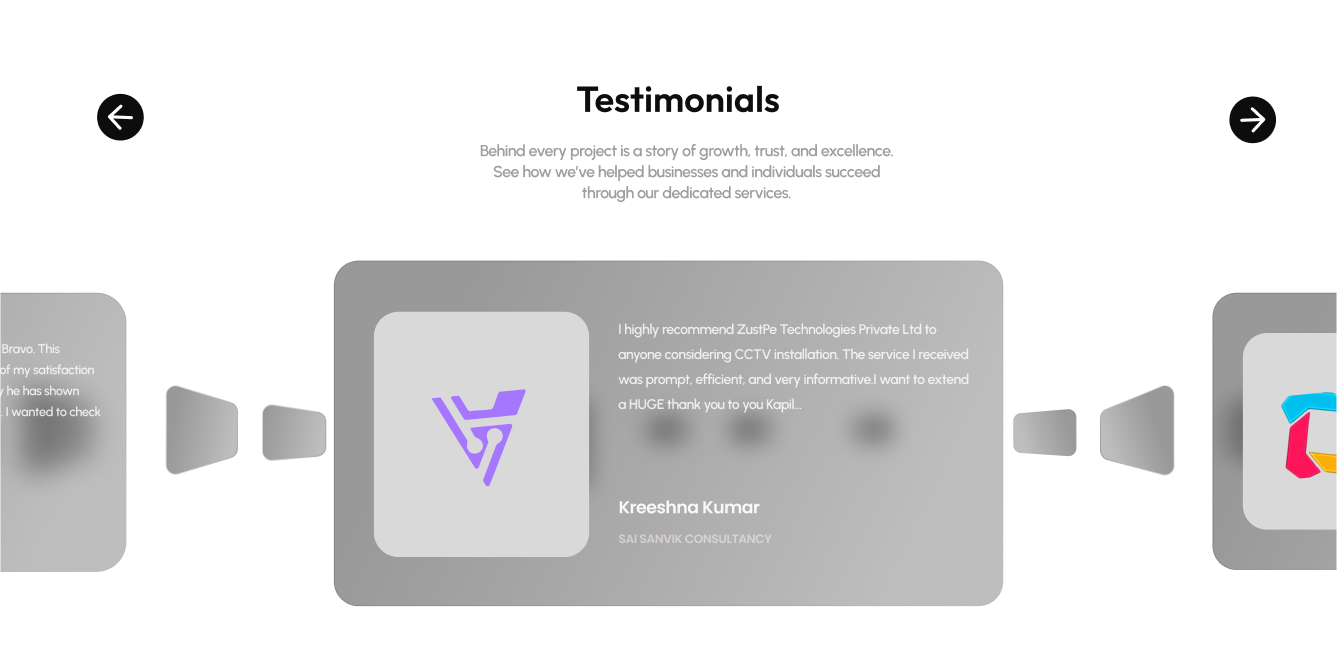 Testimonials
Behind every project is a story of growth, trust, and excellence.
See how we've helped businesses and individuals succeed
through our dedicated services.
Bravo. This
of my satisfaction
he has shown
. I wanted to check
I highly recommend ZustPe Technologies Private Ltd to
anyone considering CCTV installation. The service I received
was prompt, efficient, and very informative.I want to extend
a HUGE thank you to you Kapil...
Kreeshna Kumar
SAI SANVIK CONSULTANCY